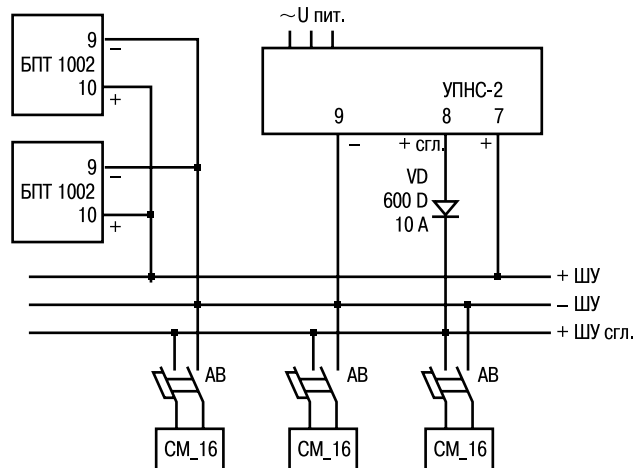 ~U пит.
9
–
БПТ 1002
10
+
УПНС-2
9
8
7
–
+ сгл.
+
9
–
БПТ 1002
10
+
VD
600 D
10 А
+ ШУ
– ШУ
+ ШУ сгл.
АВ
АВ
АВ
СМ_16
СМ_16
СМ_16